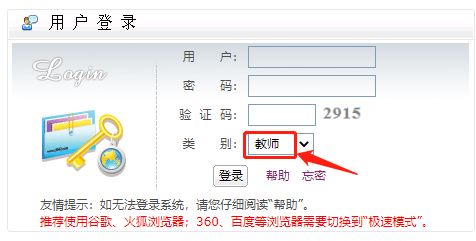 用户登录
Login
用户：
密码：
验证码：2915
类别：教师
登录 帮助 忘密
友情提示：如无法登录系统，请您仔细阅读“帮助”。
推荐使用谷歌、火狐浏览器；360、百度等浏览器需要切换到“极速模式”。